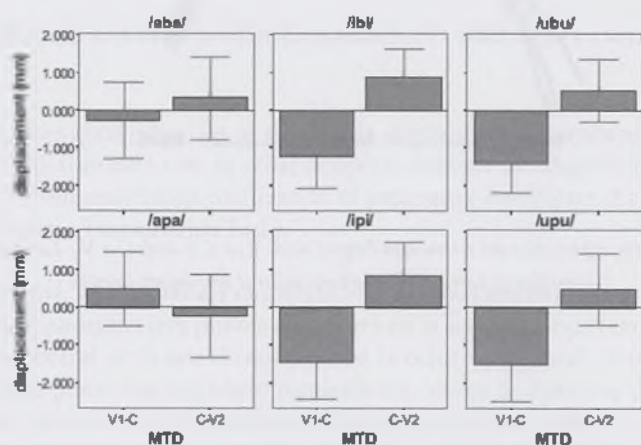 /aba/ /ibi/ /ubu/
displacement [mm]
2.000
1.000
0.000
-1.000
-2.000
/apa/ /ipi/ /upu/
displacement [mm]
2.000
1.000
0.000
-1.000
-2.000
V1-C C-V2 V1-C C-V2 V1-C C-V2
MTD MTD MTD